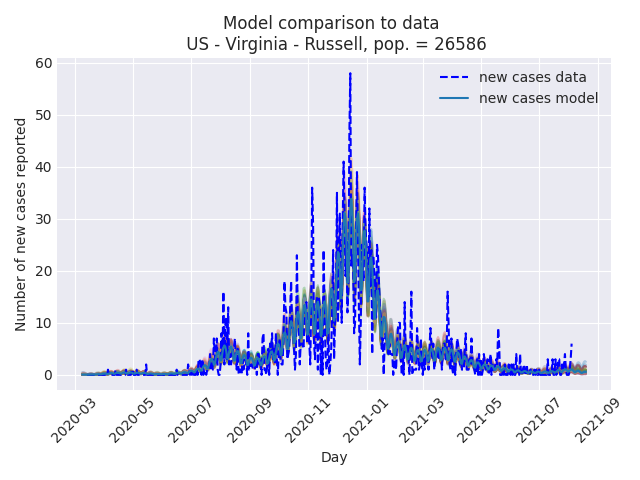 Model comparison to data
US - Virginia - Russell, pop. = 26586
new cases data
new cases model
Number of new cases reported
60
50
40
30
20
10
0
2020-03
2020-05
2020-07
2020-09
2020-11
2021-01
2021-03
2021-05
2021-07
2021-09
Day